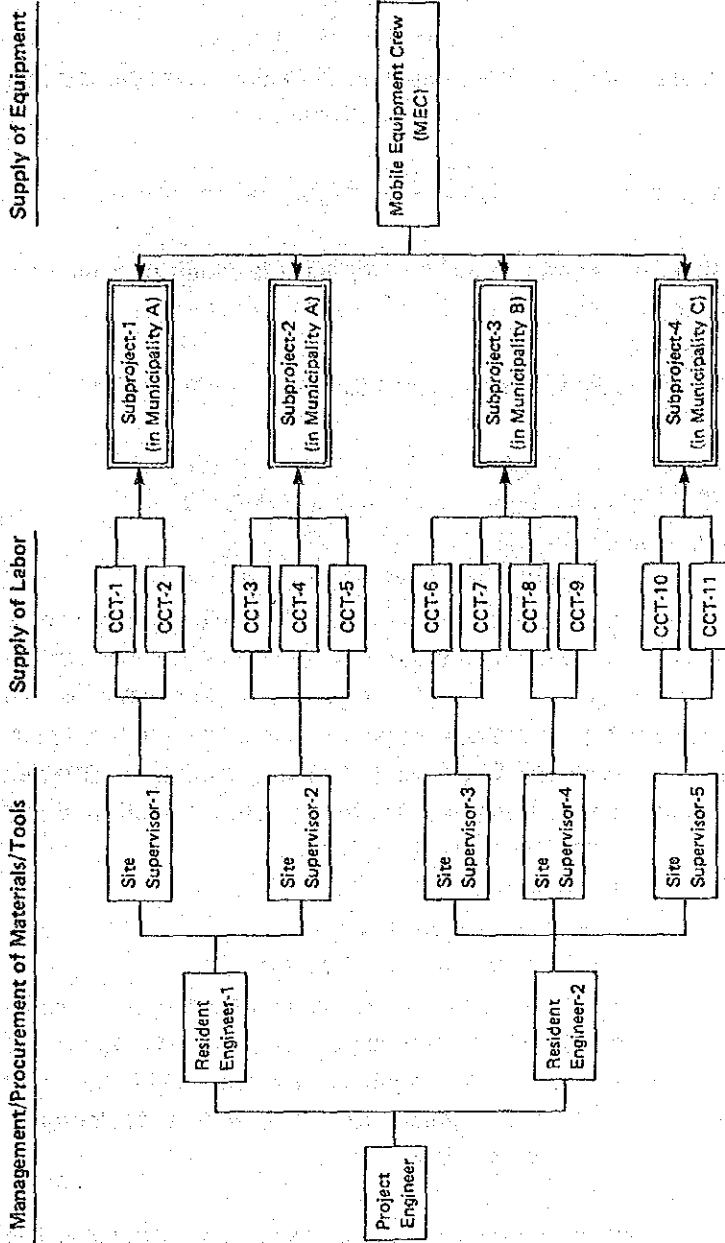 Management/Procurement of Materials/Tools
Supply of Labor
Supply of Equipment
Project
Engineer
Resident
Engineer-1
Resident
Engineer-2
Site
Supervisor-1
Site
Supervisor-2
Site
Supervisor-3
Site
Supervisor-4
Site
Supervisor-5
CCT-1
CCT-2
CCT-3
CCT-4
CCT-5
CCT-6
CCT-7
CCT-8
CCT-9
CCT-10
CCT-11
Subproject-1
(in Municipality A)
Subproject-2
(in Municipality A)
Subproject-3
(in Municipality B)
Subproject-4
(in Municipality C)
Mobile Equipment Crew
(MEC)